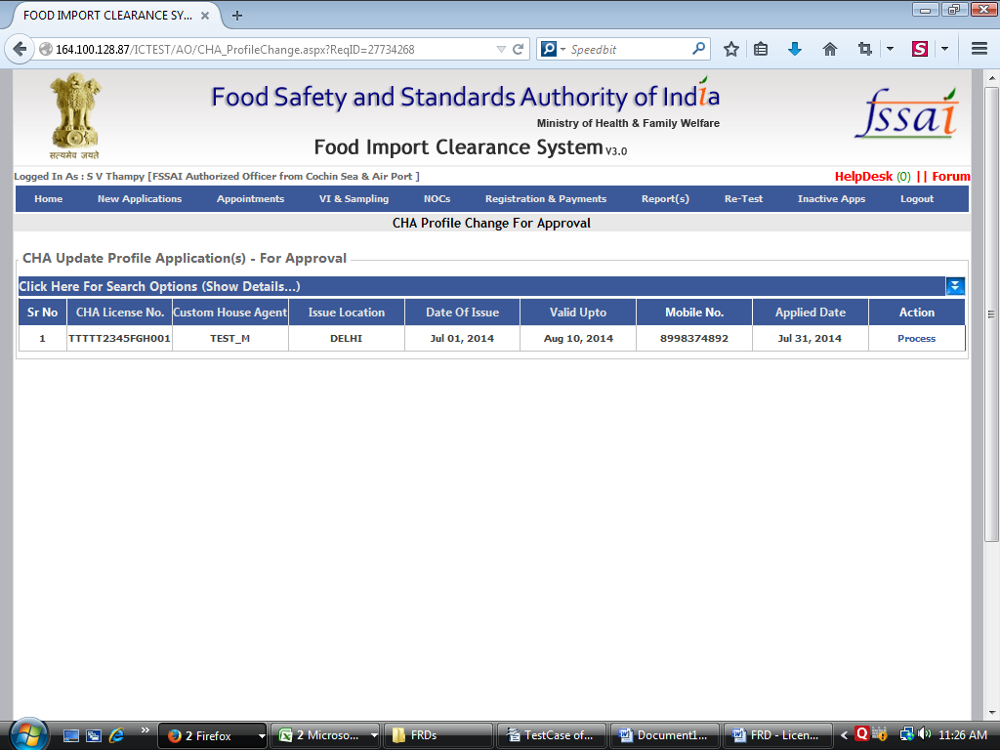 FOOD IMPORT CLEARANCE SY...
164.100.128.87/ICTEST/AO/CHA_ProfileChange.aspx?ReqID=27734268
Speedbit
Food Safety and Standards Authority of India
Ministry of Health & Family Welfare
Food Import Clearance System V3.0
सत्यमेव जयते
fssai
Logged In As : S V Thampy [FSSAI Authorized Officer from Cochin Sea & Air Port ]
HelpDesk (0) || Forum
Home New Applications Appointments VI & Sampling NOCs Registration & Payments Report(s) Re-Test Inactive Apps Logout
CHA Profile Change For Approval
CHA Update Profile Application(s) - For Approval
Click Here For Search Options (Show Details...)
Sr No CHA License No. Custom House Agent Issue Location Date Of Issue Valid Upto Mobile No. Applied Date Action
1 TTTTT2345FGH001 TEST_M DELHI Jul 01, 2014 Aug 10, 2014 8998374892 Jul 31, 2014 Process
2 Firefox 2 Microso... FRDs TestCase of... Document1... FRD - Licen... 11:26 AM